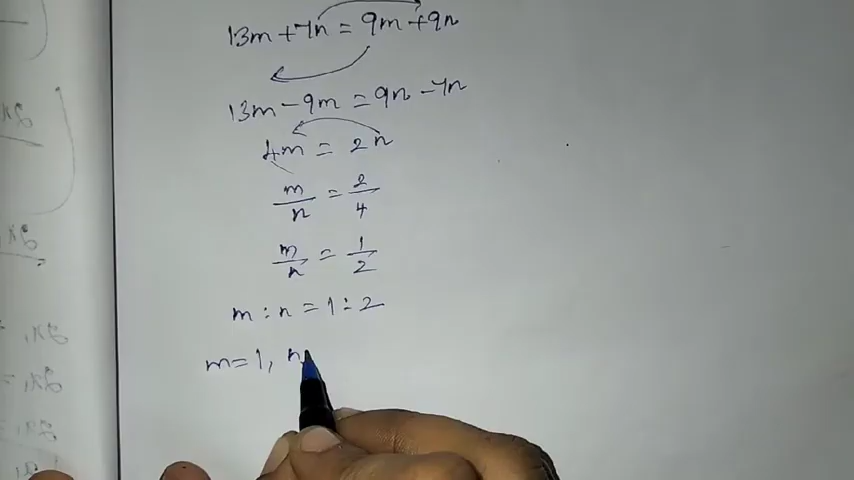 13m + 7n = 9m + 9n
13m - 9m = 9n - 7n
4m = 2n
m/n = 2/4
m/n = 1/2
m : n = 1 : 2
m = 1, n